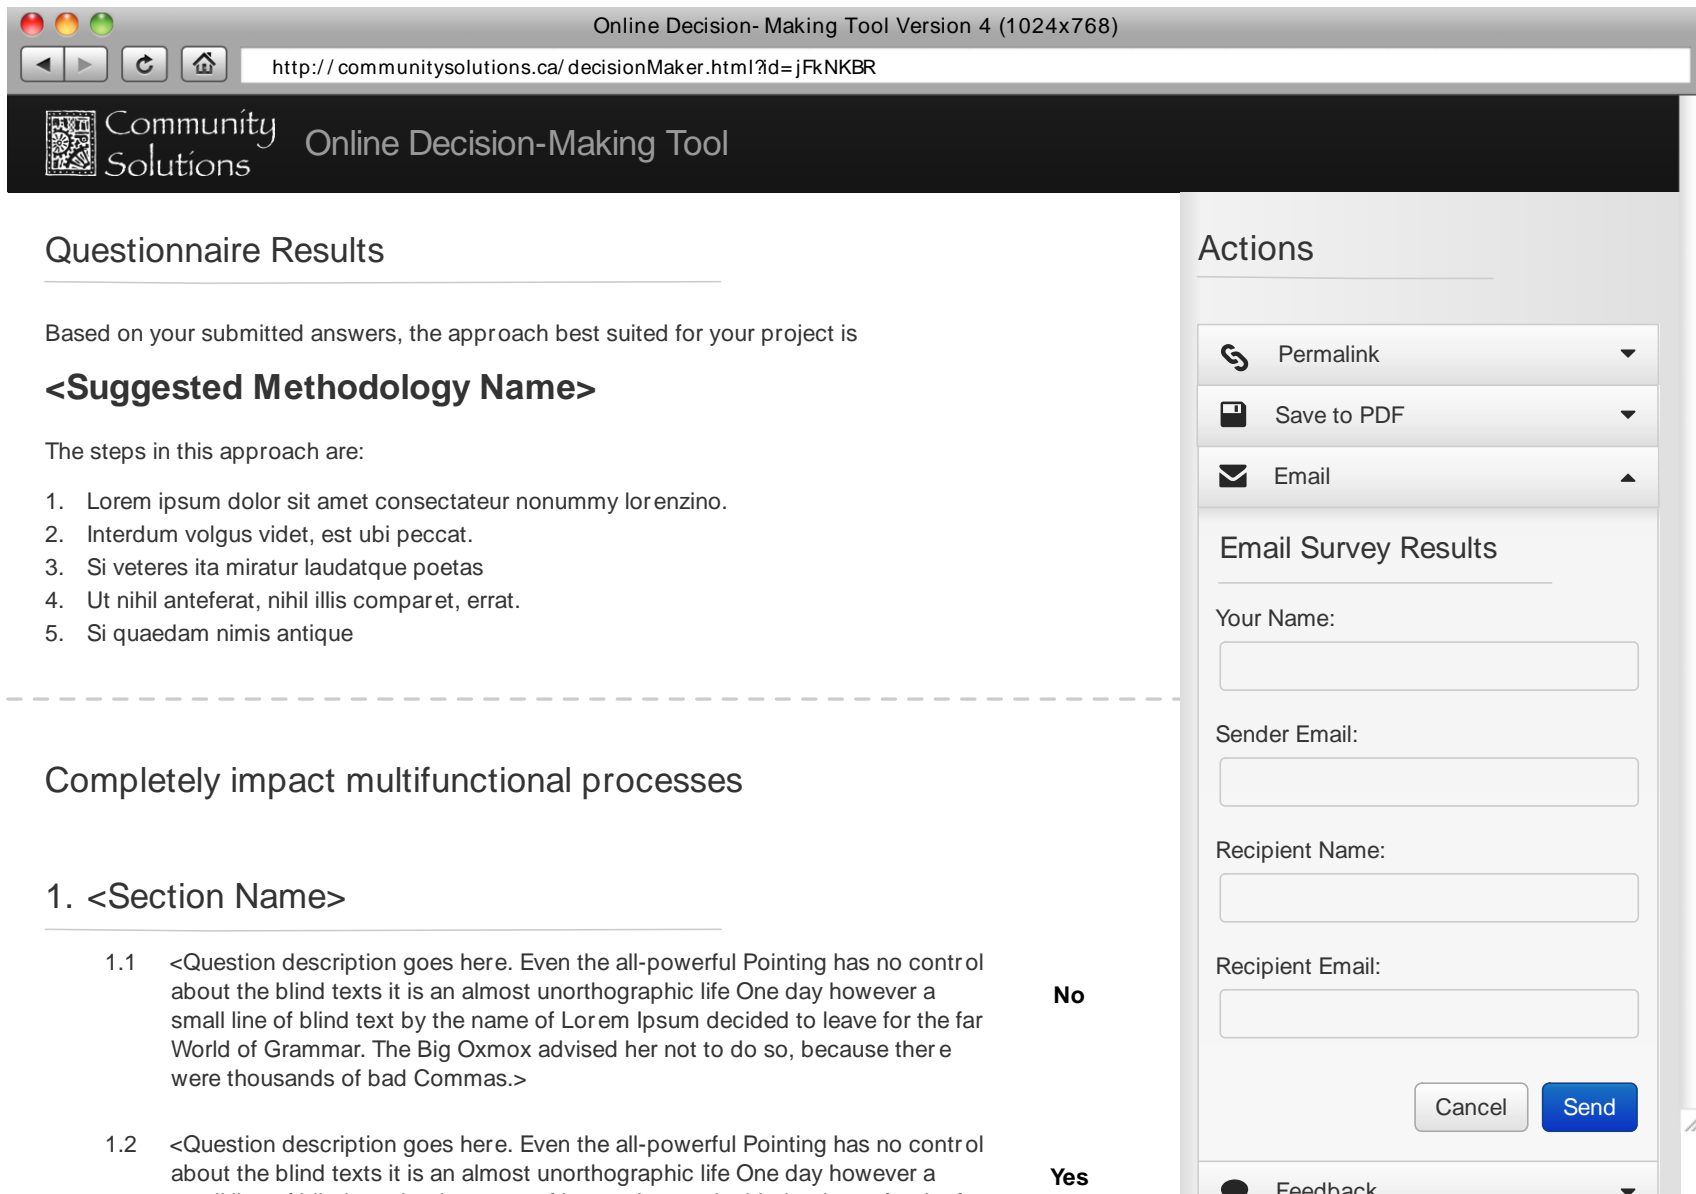 Online Decision- Making Tool Version 4 (1024x768)
http://communitysolutions.ca/decisionMaker.html?id=jFkNKBR
Community
Solutions
Online Decision-Making Tool
Questionnaire Results
Based on your submitted answers, the approach best suited for your project is
<Suggested Methodology Name>
The steps in this approach are:
1. Lorem ipsum dolor sit amet consectateur nonummy lorenzino.
2. Interdum volgus videt, est ubi peccat.
3. Si veteres ita miratur laudatque poetas
4. Ut nihil anteferat, nihil illis comparet, errat.
5. Si quaedam nimis antique
Completely impact multifunctional processes
1. <Section Name>
1.1 <Question description goes here. Even the all-powerful Pointing has no control
about the blind texts it is an almost unorthographic life One day however a
small line of blind text by the name of Lorem Ipsum decided to leave for the far
World of Grammar. The Big Oxmox advised her not to do so, because there
were thousands of bad Commas.>
No
1.2 <Question description goes here. Even the all-powerful Pointing has no control
about the blind texts it is an almost unorthographic life One day however a
Yes
Actions
Permalink
Save to PDF
Email
Email Survey Results
Your Name:
Sender Email:
Recipient Name:
Recipient Email:
Cancel
Send
Feedback